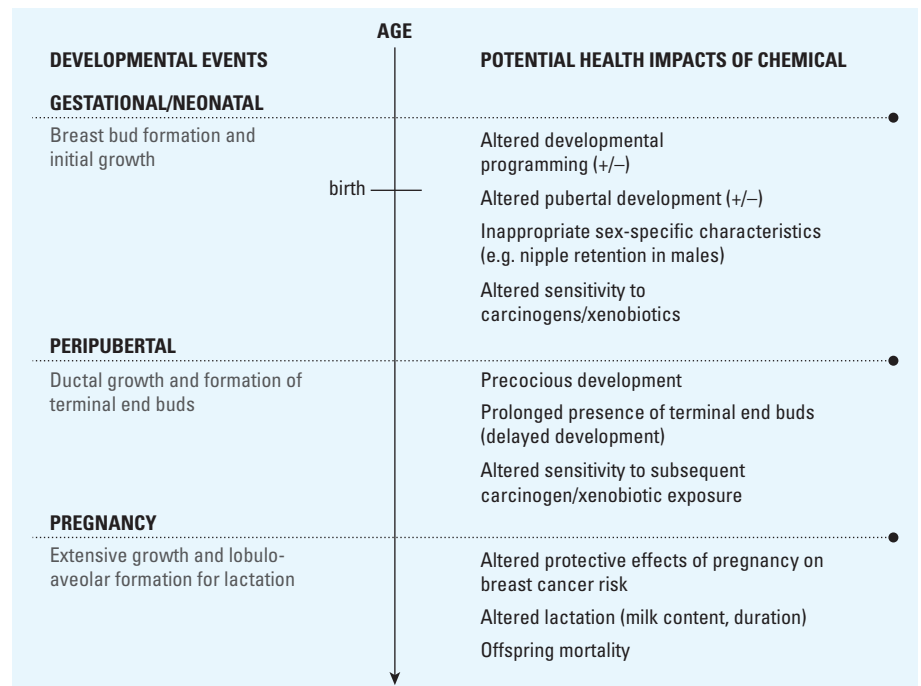 AGE
DEVELOPMENTAL EVENTS
POTENTIAL HEALTH IMPACTS OF CHEMICAL
GESTATIONAL/NEONATAL
Breast bud formation and
initial growth
birth
Altered developmental
programming (+/–)
Altered pubertal development (+/–)
Inappropriate sex-specific characteristics
(e.g. nipple retention in males)
Altered sensitivity to
carcinogens/xenobiotics
PERIPUBERTAL
Ductal growth and formation of
terminal end buds
Precocious development
Prolonged presence of terminal end buds
(delayed development)
Altered sensitivity to subsequent
carcinogen/xenobiotic exposure
PREGNANCY
Extensive growth and lobulo-
aveolar formation for lactation
Altered protective effects of pregnancy on
breast cancer risk
Altered lactation (milk content, duration)
Offspring mortality